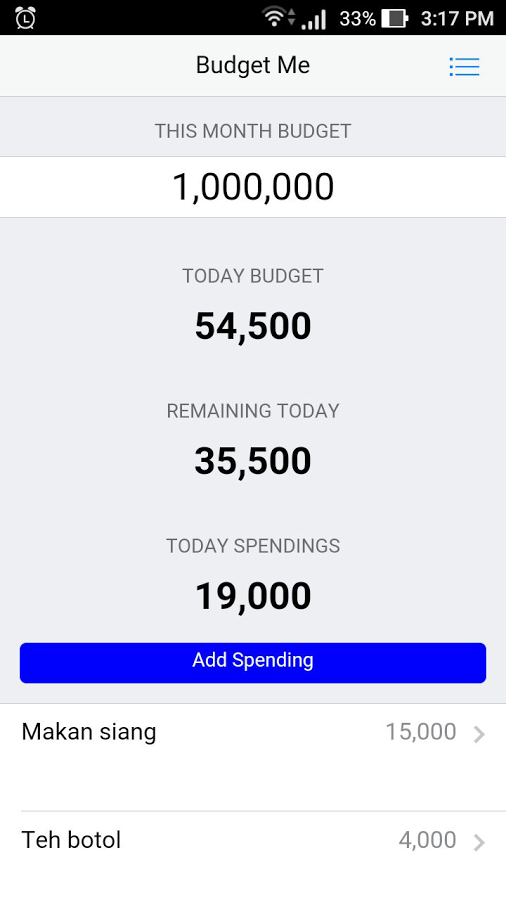 33% 3:17 PM
Budget Me
THIS MONTH BUDGET
1,000,000
TODAY BUDGET
54,500
REMAINING TODAY
35,500
TODAY SPENDINGS
19,000
Add Spending
Makan siang 15,000
Teh botol 4,000